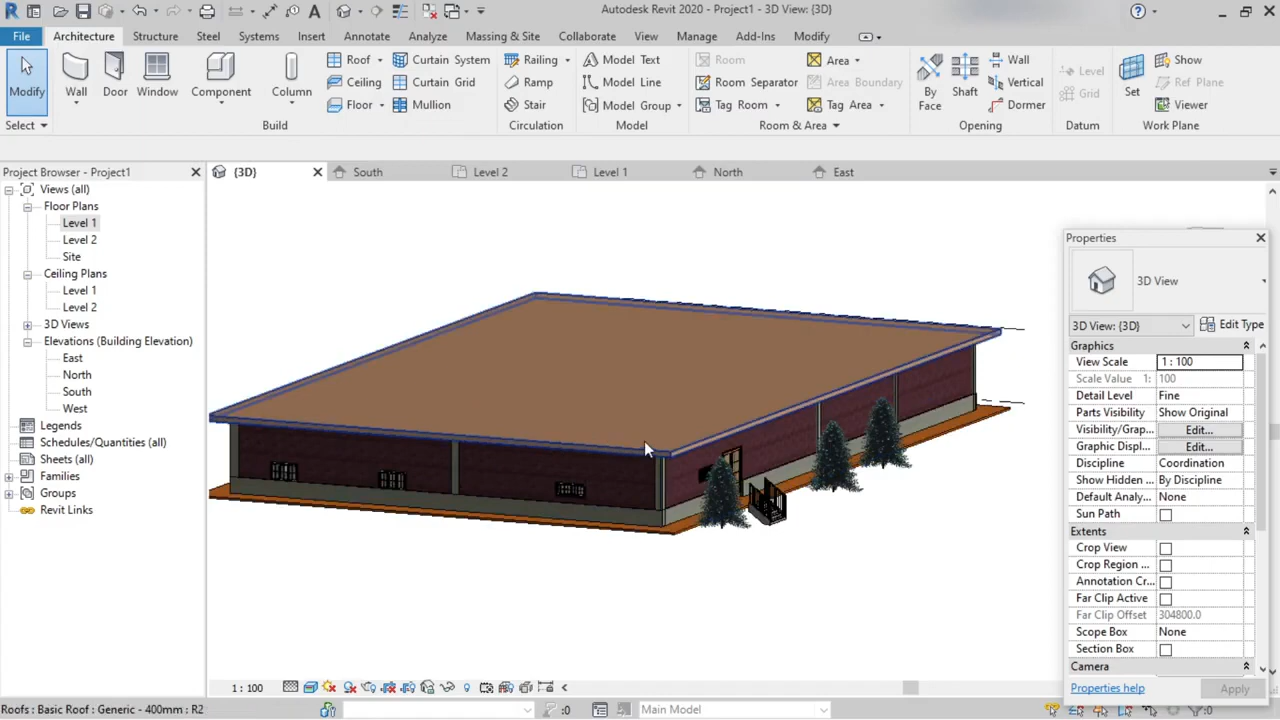 Autodesk Revit 2020 - Project1 - 3D View: {3D}
File Architecture Structure Steel Systems Insert Annotate Analyze Massing & Site Collaborate View Manage Add-Ins Modify
Modify Wall Door Window Component Column
Roof Curtain System Railing Model Text Room Area Wall Level Show
Ceiling Curtain Grid Ramp Model Line Room Separator Area Boundary By Face Shaft Vertical Grid Set Ref Plane
Floor Mullion Stair Model Group Tag Room Tag Area Dormer Viewer
Select Build Circulation Model Room & Area Opening Datum Work Plane
Project Browser - Project1
{3D} South Level 2 Level 1 North East
Views (all)
Floor Plans
Level 1
Level 2
Site
Ceiling Plans
Level 1
Level 2
3D Views
Elevations (Building Elevation)
East
North
South
West
Legends
Schedules/Quantities (all)
Sheets (all)
Families
Groups
Revit Links
Properties
3D View
3D View: {3D} Edit Type
Graphics
View Scale 1 : 100
Scale Value 1: 100
Detail Level Fine
Parts Visibility Show Original
Visibility/Grap... Edit...
Graphic Displ... Edit...
Discipline Coordination
Show Hidden ... By Discipline
Default Analy... None
Sun Path
Extents
Crop View
Crop Region ...
Annotation Cr...
Far Clip Active
Far Clip Offset 304800.0
Scope Box None
Section Box
Camera
Properties help Apply
1 : 100
Roofs : Basic Roof : Generic - 400mm : R2 :0 Main Model :0